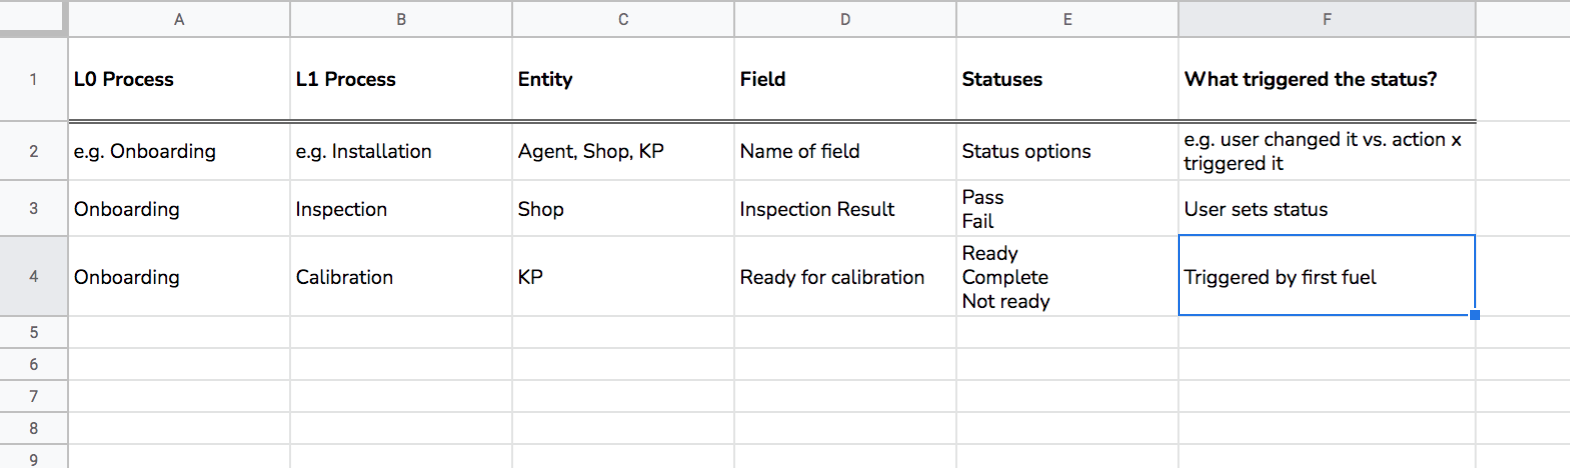 A B C D E F
1 L0 Process L1 Process Entity Field Statuses What triggered the status?
2 e.g. Onboarding e.g. Installation Agent, Shop, KP Name of field Status options e.g. user changed it vs. action x
triggered it
3 Onboarding Inspection Shop Inspection Result Pass
Fail
User sets status
4 Onboarding Calibration KP Ready for calibration Ready
Complete
Not ready
Triggered by first fuel
5
6
7
8
9